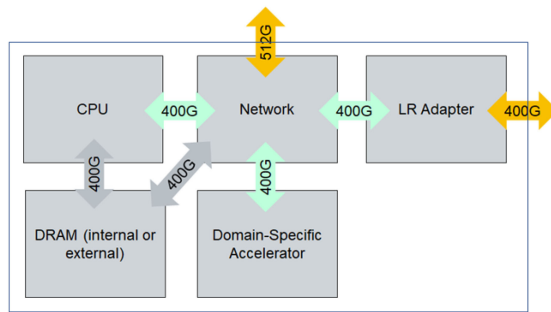 512G
CPU
400G
Network
400G
LR Adapter
400G
400G
400G
400G
DRAM (internal or
external)
Domain-Specific
Accelerator